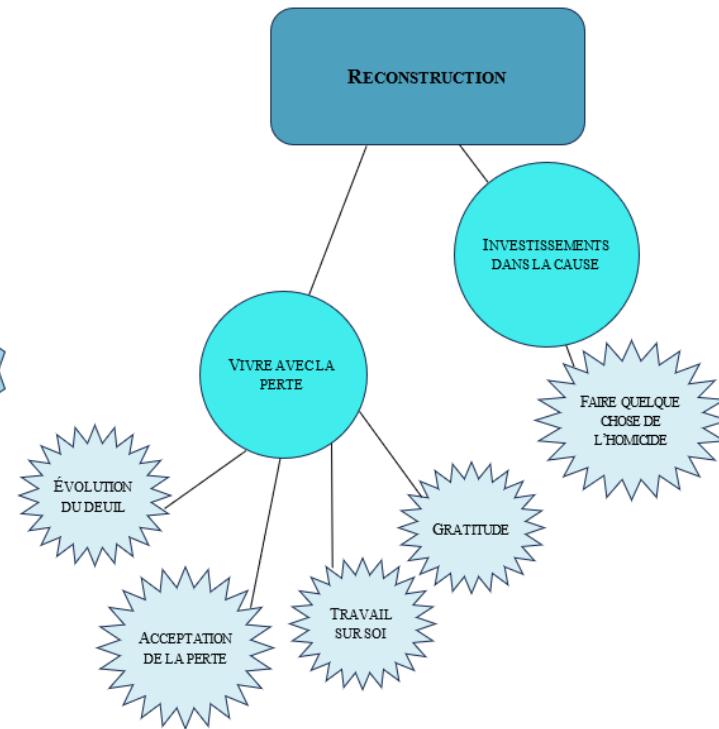 RECONSTRUCTION
INVESTISSEMENTS
DANS LA CAUSE
VIVRE AVEC LA
PERTE
FAIRE QUELQUE
CHOSE DE
L'HOMICIDE
ÉVOLUTION
DU DEUIL
GRATITUDE
ACCEPTATION
DE LA PERTE
TRAVAIL
SUR SOI